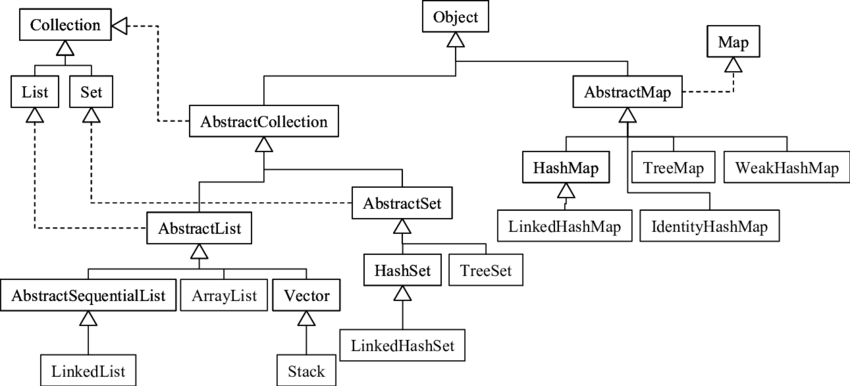 Collection
Object
Map
List
Set
AbstractMap
AbstractCollection
HashMap
TreeMap
WeakHashMap
AbstractSet
AbstractList
LinkedHashMap
IdentityHashMap
HashSet
TreeSet
AbstractSequentialList
ArrayList
Vector
LinkedHashSet
LinkedList
Stack